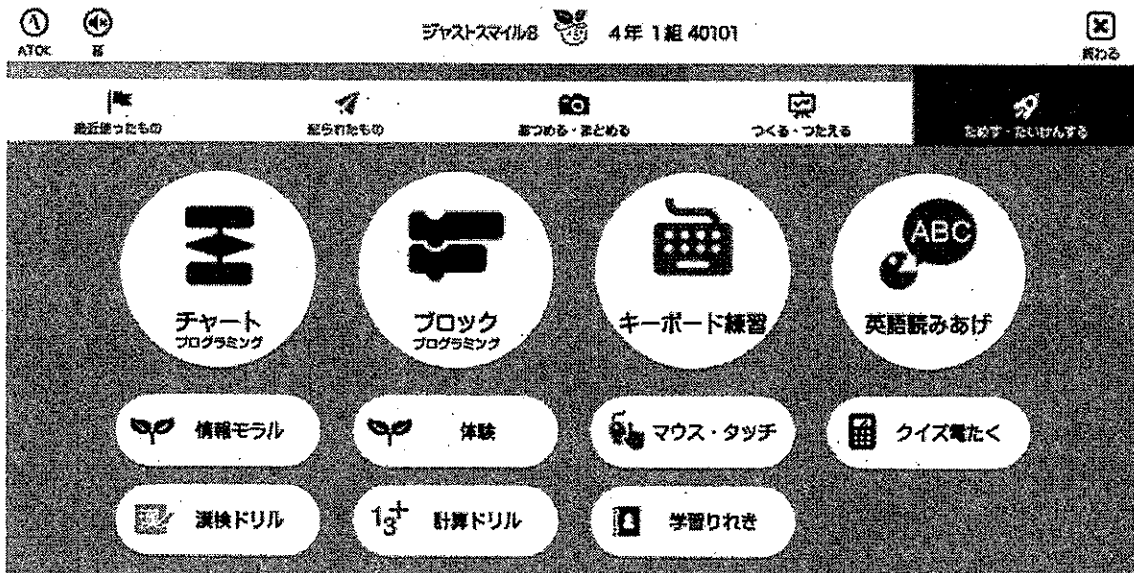 ジャストスマイル8 4年 1組 40101
ATOK 音 終わる
最近使ったもの 配られたもの あつめる・まとめる つくる・つたえる ためす・たいけんする
ABC
チャート ブロック キーボード練習 英語読みあげ
プログラミング プログラミング
情報モラル 体験 マウス・タッチ クイズ電たく
漢検ドリル 計算ドリル 学習りれき